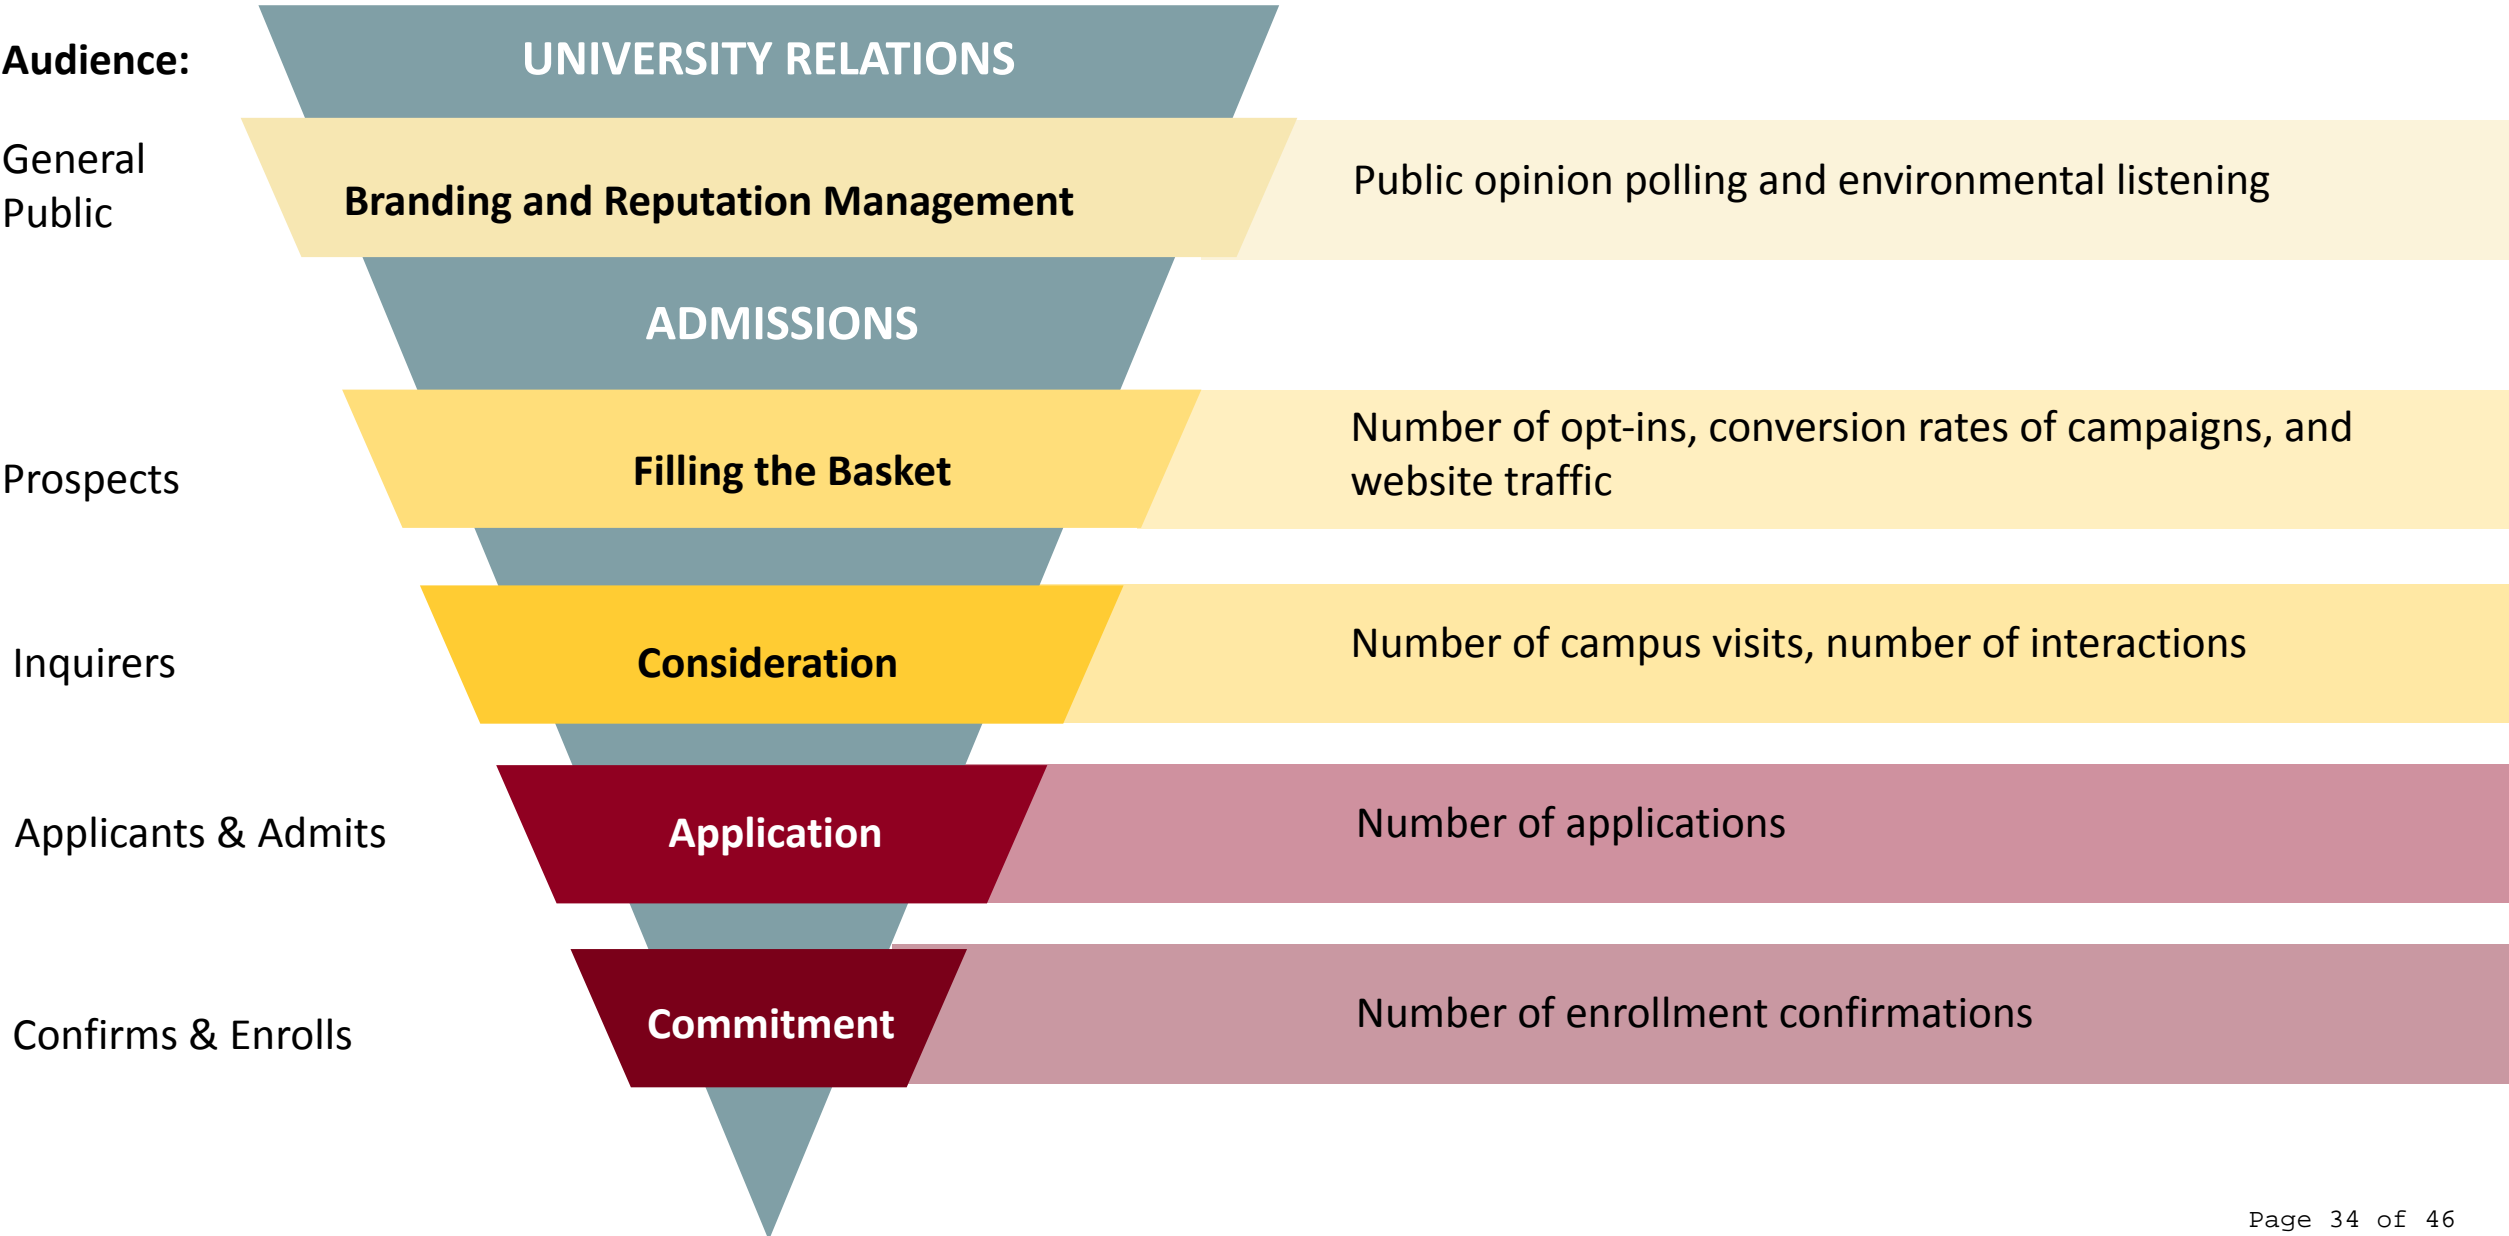 Audience:
UNIVERSITY RELATIONS
General
Public
Branding and Reputation Management
Public opinion polling and environmental listening
ADMISSIONS
Prospects
Filling the Basket
Number of opt-ins, conversion rates of campaigns, and
website traffic
Inquirers
Consideration
Number of campus visits, number of interactions
Applicants & Admits
Application
Number of applications
Confirms & Enrolls
Commitment
Number of enrollment confirmations
Page 34 of 46